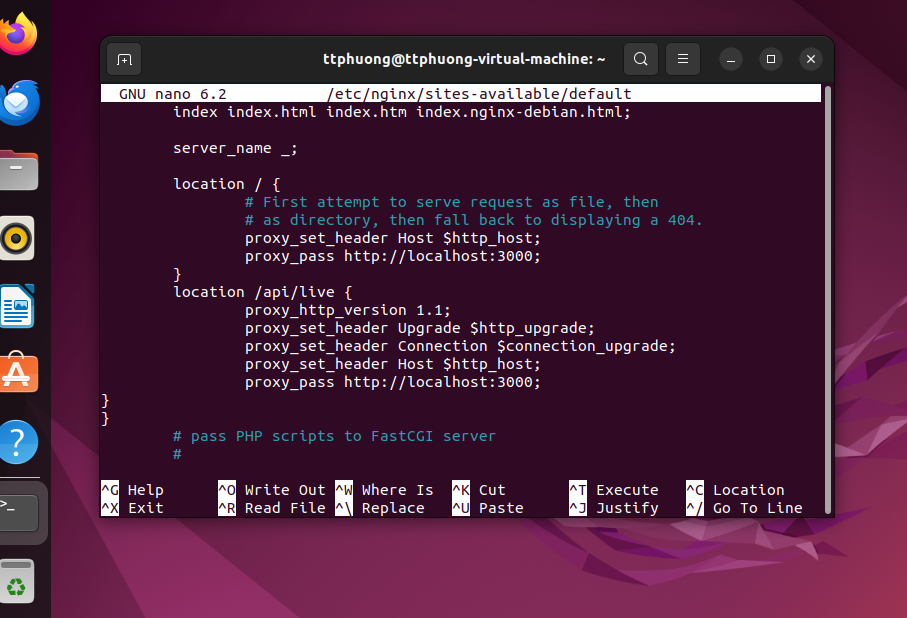 ttphuong@ttphuong-virtual-machine: ~
GNU nano 6.2 /etc/nginx/sites-available/default
index index.html index.htm index.nginx-debian.html;
server_name _;
location / {
# First attempt to serve request as file, then
# as directory, then fall back to displaying a 404.
proxy_set_header Host $http_host;
proxy_pass http://localhost:3000;
}
location /api/live {
proxy_http_version 1.1;
proxy_set_header Upgrade $http_upgrade;
proxy_set_header Connection $connection_upgrade;
proxy_set_header Host $http_host;
proxy_pass http://localhost:3000;
}
}
# pass PHP scripts to FastCGI server
#
^G Help ^O Write Out ^W Where Is ^K Cut ^T Execute ^C Location
^X Exit ^R Read File ^\ Replace ^U Paste ^J Justify ^/ Go To Line